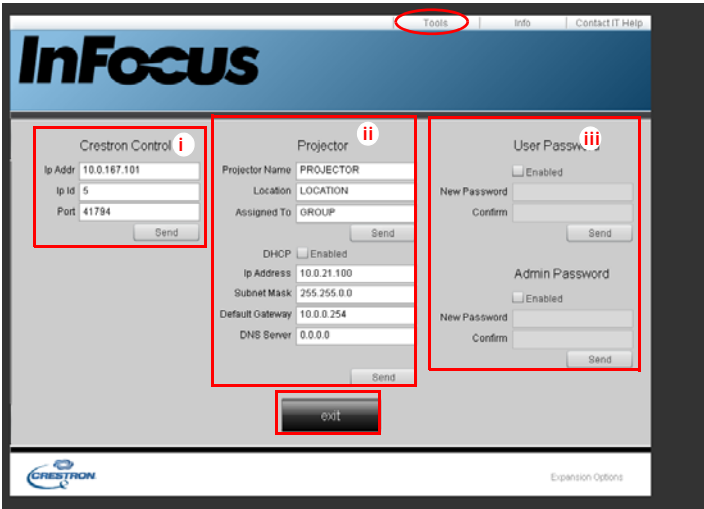 Tools Info Contact IT Help
InFocus
Crestron Control i
Ip Addr 10.0.167.101
Ip Id 5
Port 41794
Send
Projector ii
Projector Name PROJECTOR
Location LOCATION
Assigned To GROUP
Send
DHCP Enabled
Ip Address 10.0.21.100
Subnet Mask 255.255.0.0
Default Gateway 10.0.0.254
DNS Server 0.0.0.0
Send
User Password iii
Enabled
New Password
Confirm
Send
Admin Password
Enabled
New Password
Confirm
Send
exit
CRESTRON
Expansion Options